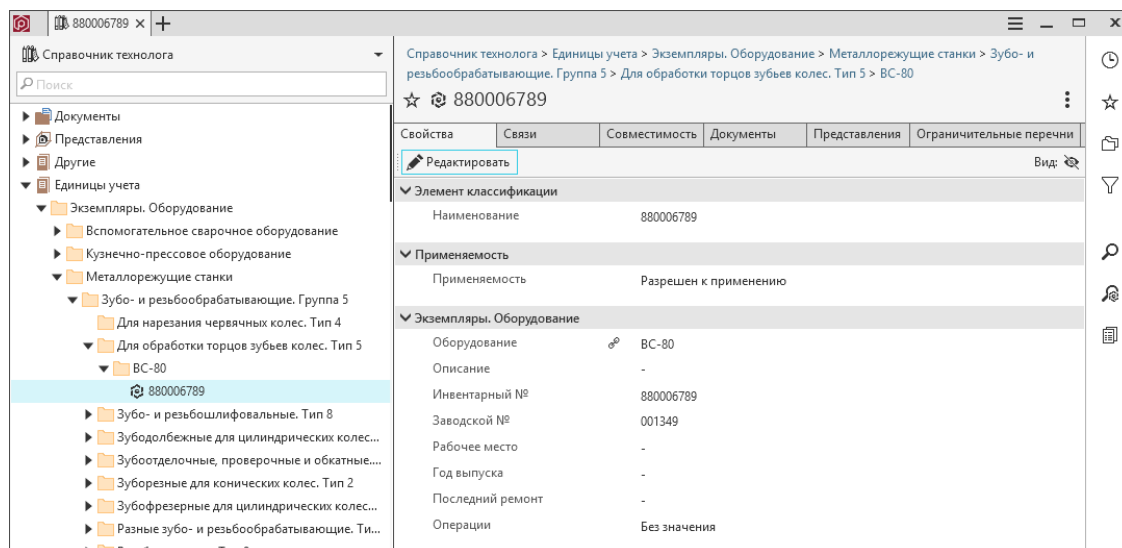 880006789
Справочник технолога
Поиск
Документы
Представления
Другие
Единицы учета
Экземпляры. Оборудование
Вспомогательное сварочное оборудование
Кузнечно-прессовое оборудование
Металлорежущие станки
Зубо- и резьбообрабатывающие. Группа 5
Для нарезания червячных колес. Тип 4
Для обработки торцов зубьев колес. Тип 5
ВС-80
880006789
Зубо- и резьбошлифовальные. Тип 8
Зубодолбежные для цилиндрических колес...
Зубоотделочные, проверочные и обкатные....
Зуборезные для конических колес. Тип 2
Зубофрезерные для цилиндрических колес...
Разные зубо- и резьбообрабатывающие. Ти...
Справочник технолога > Единицы учета > Экземпляры. Оборудование > Металлорежущие станки > Зубо- и
резьбообрабатывающие. Группа 5 > Для обработки торцов зубьев колес. Тип 5 > ВС-80
880006789
Свойства Связи Совместимость Документы Представления Ограничительные перечни
Редактировать Вид:
Элемент классификации
Наименование 880006789
Применяемость
Применяемость Разрешен к применению
Экземпляры. Оборудование
Оборудование ВС-80
Описание -
Инвентарный № 880006789
Заводской № 001349
Рабочее место -
Год выпуска -
Последний ремонт -
Операции Без значения